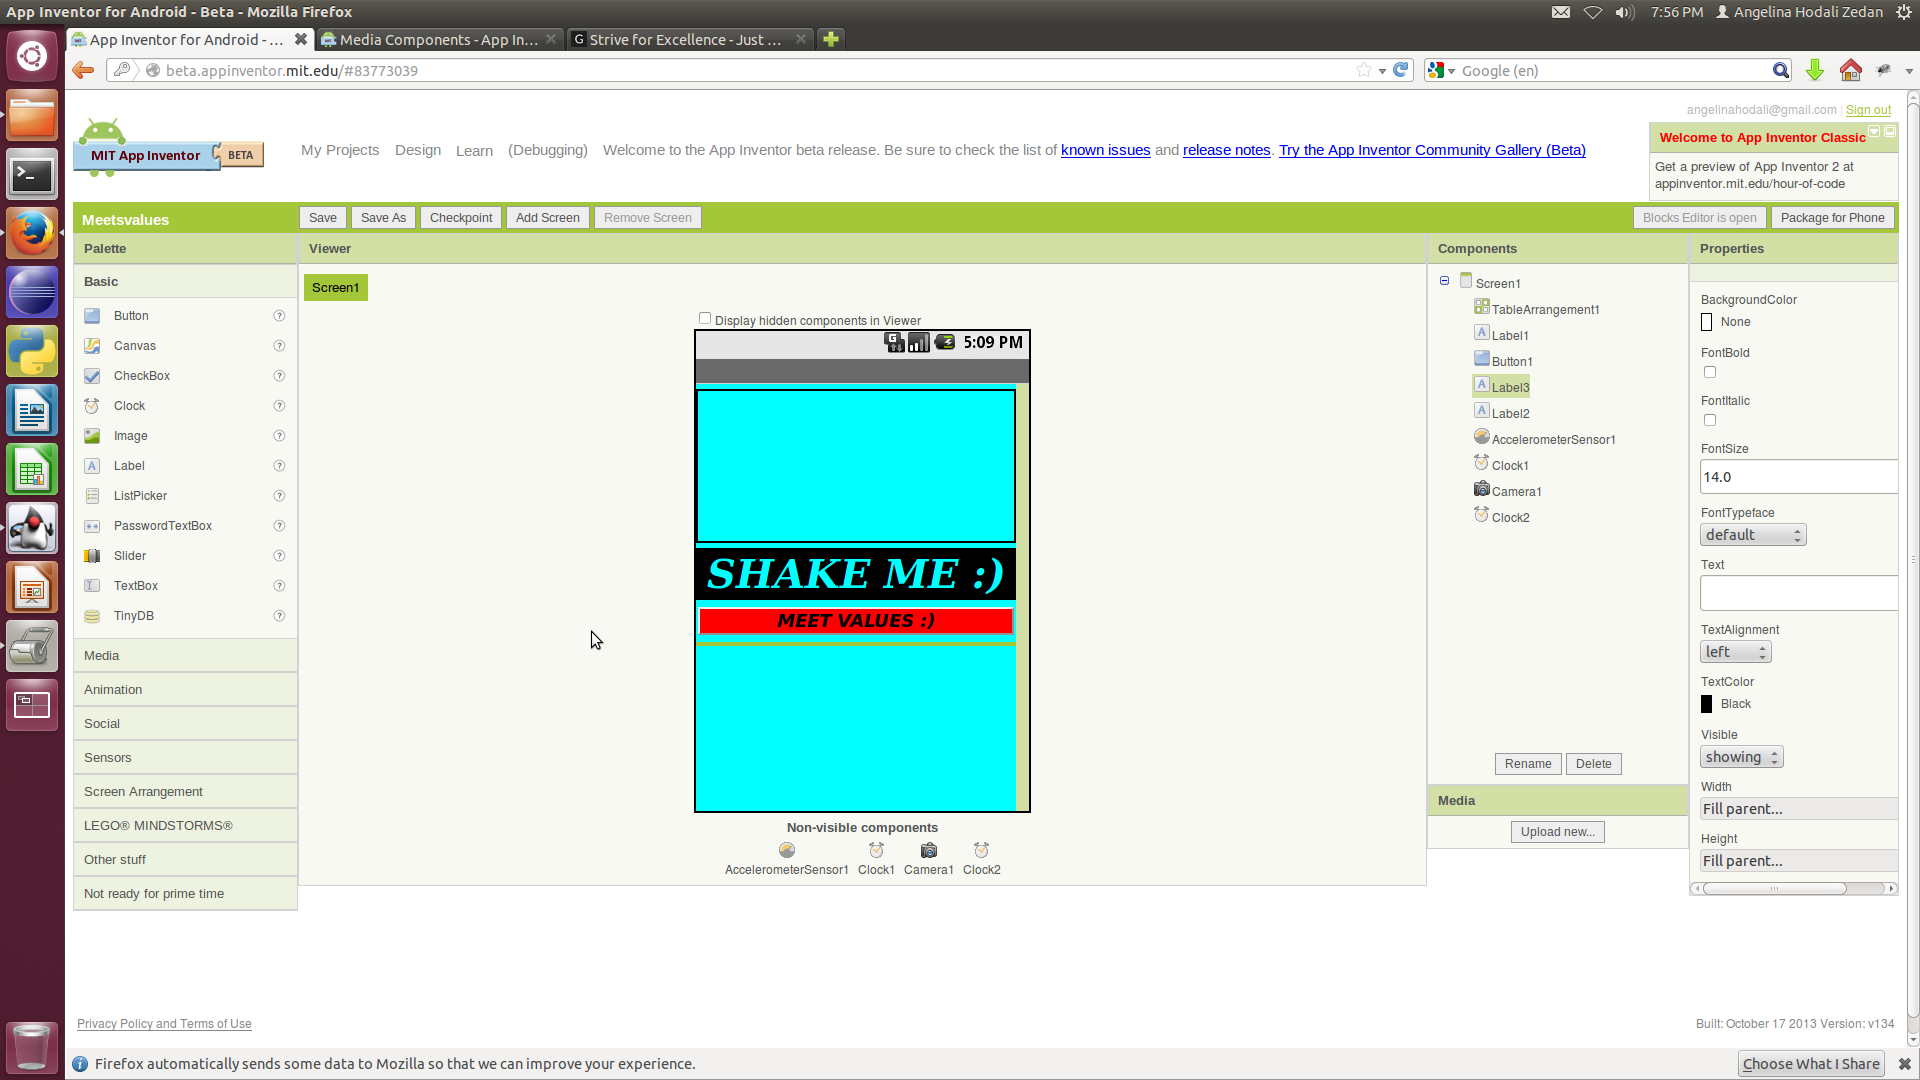 App Inventor for Android - Beta - Mozilla Firefox
7:56 PM Angelina Hodali Zedan
App Inventor for Android - ...
Media Components - App In...
Strive for Excellence - Just ...
beta.appinventor.mit.edu/#83773039
Google (en)
angelinahodali@gmail.com | Sign out
MIT App Inventor BETA
My Projects Design Learn (Debugging) Welcome to the App Inventor beta release. Be sure to check the list of known issues and release notes. Try the App Inventor Community Gallery (Beta)
Welcome to App Inventor Classic
Get a preview of App Inventor 2 at
appinventor.mit.edu/hour-of-code
Meetsvalues
Save Save As Checkpoint Add Screen Remove Screen
Blocks Editor is open Package for Phone
Palette
Basic
Button ?
Canvas ?
CheckBox ?
Clock ?
Image ?
Label ?
ListPicker ?
PasswordTextBox ?
Slider ?
TextBox ?
TinyDB ?
Media
Animation
Social
Sensors
Screen Arrangement
LEGO® MINDSTORMS®
Other stuff
Not ready for prime time
Viewer
Screen1
Display hidden components in Viewer
5:09 PM
SHAKE ME :)
MEET VALUES :)
Non-visible components
AccelerometerSensor1 Clock1 Camera1 Clock2
Components
Screen1
TableArrangement1
Label1
Button1
Label3
Label2
AccelerometerSensor1
Clock1
Camera1
Clock2
Rename Delete
Media
Upload new...
Properties
BackgroundColor
None
FontBold
FontItalic
FontSize
14.0
FontTypeface
default
Text
TextAlignment
left
TextColor
Black
Visible
showing
Width
Fill parent...
Height
Fill parent...
Privacy Policy and Terms of Use
Built: October 17 2013 Version: v134
Firefox automatically sends some data to Mozilla so that we can improve your experience.
Choose What I Share